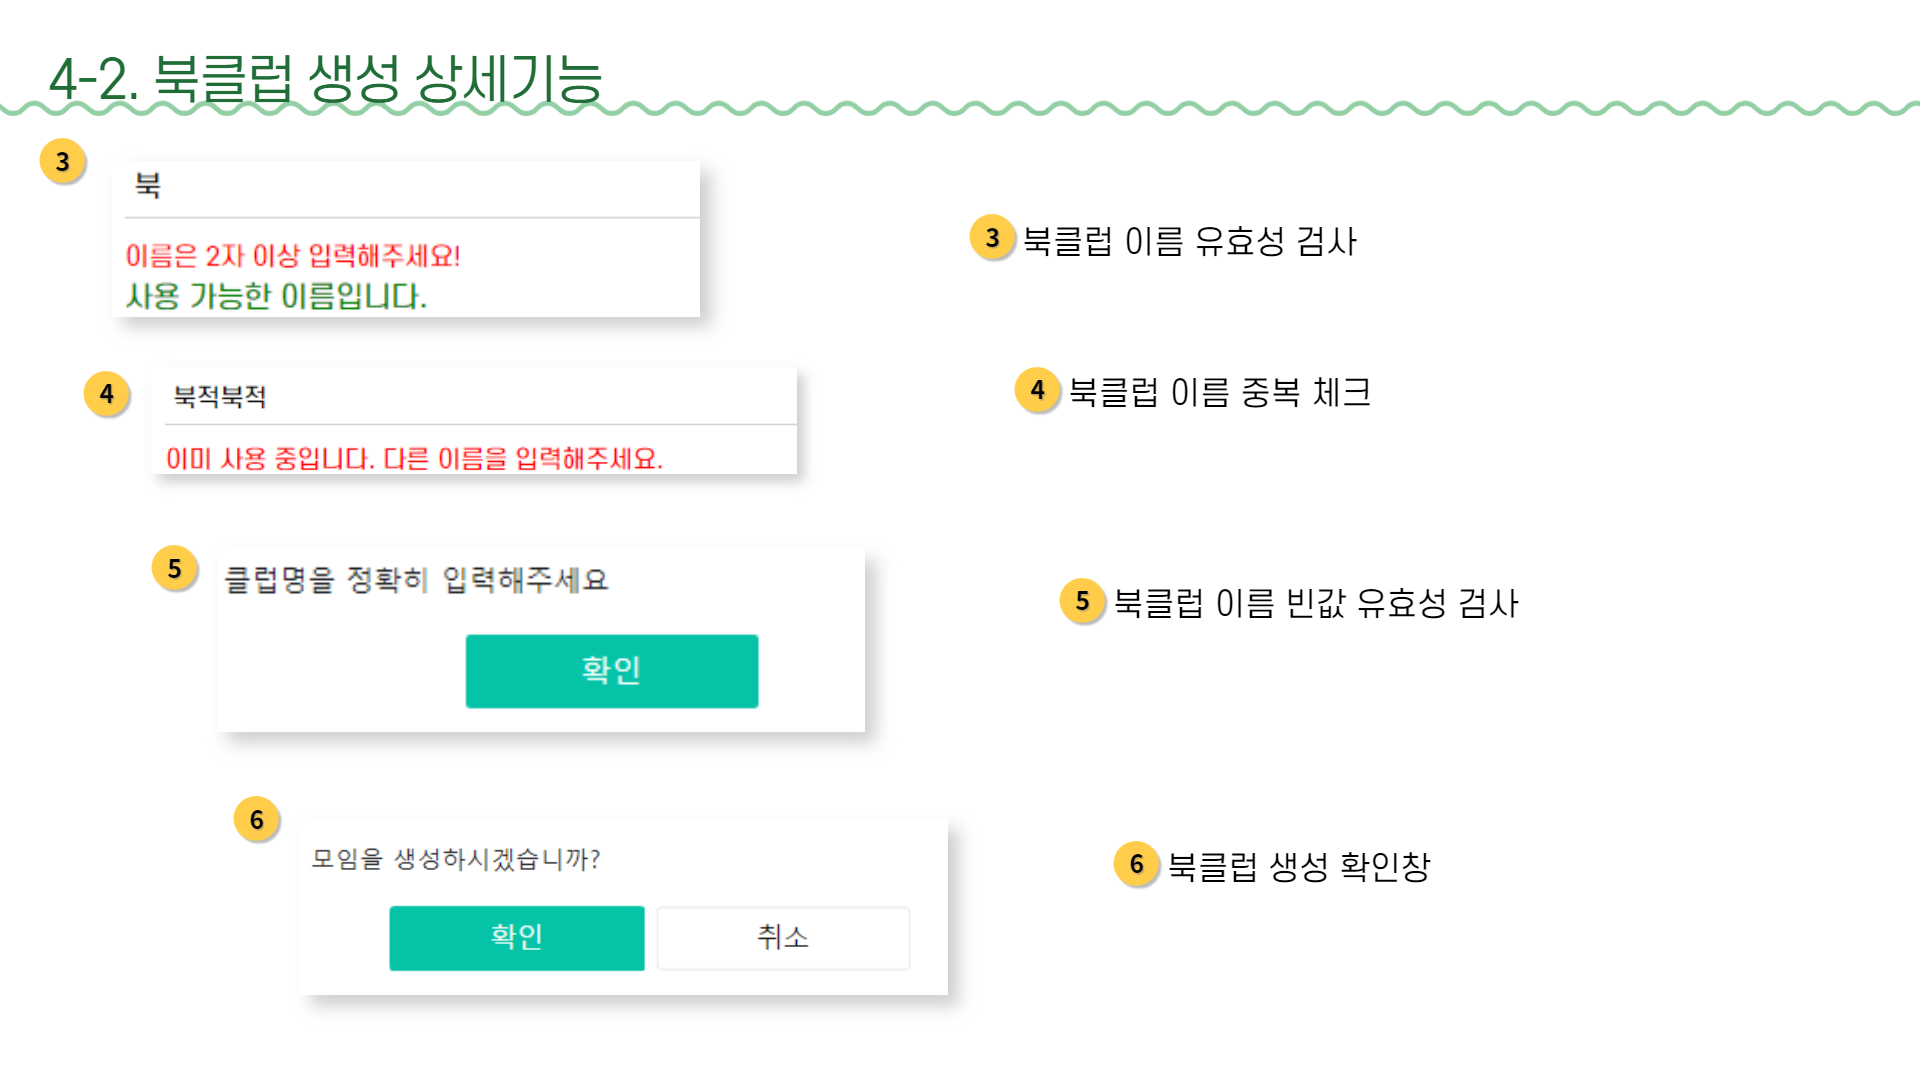 4-2. 북클럽 생성 상세기능
3
북
이름은 2자 이상 입력해주세요!
사용 가능한 이름입니다.
3 북클럽 이름 유효성 검사
4
북적북적
이미 사용 중입니다. 다른 이름을 입력해주세요.
4 북클럽 이름 중복 체크
5
클럽명을 정확히 입력해주세요
확인
5 북클럽 이름 빈값 유효성 검사
6
모임을 생성하시겠습니까?
확인 취소
6 북클럽 생성 확인창